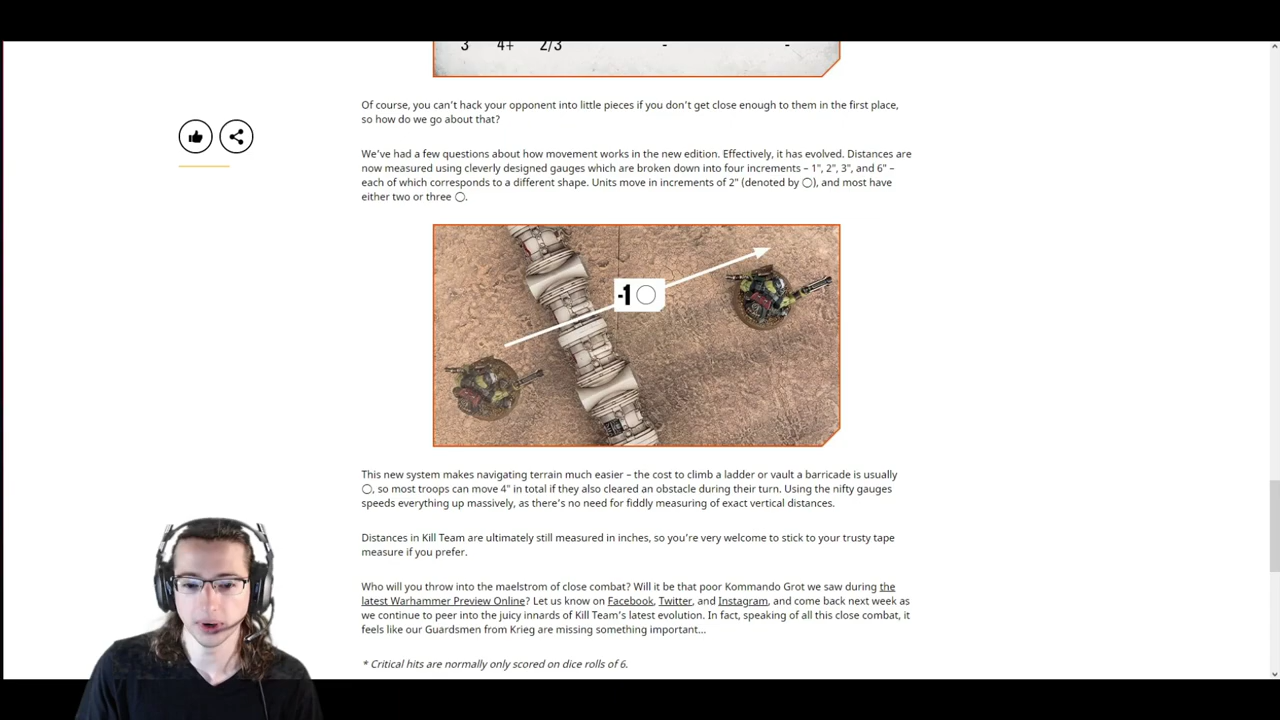 3 4+ 2/3 - -
Of course, you can't hack your opponent into little pieces if you don't get close enough to them in the first place,
so how do we go about that?
We've had a few questions about how movement works in the new edition. Effectively, it has evolved. Distances are
now measured using cleverly designed gauges which are broken down into four increments – 1", 2", 3", and 6" –
each of which corresponds to a different shape. Units move in increments of 2" (denoted by ◯), and most have
either two or three ◯.
-1 ◯
This new system makes navigating terrain much easier – the cost to climb a ladder or vault a barricade is usually
◯, so most troops can move 4" in total if they also cleared an obstacle during their turn. Using the nifty gauges
speeds everything up massively, as there's no need for fiddly measuring of exact vertical distances.
Distances in Kill Team are ultimately still measured in inches, so you're very welcome to stick to your trusty tape
measure if you prefer.
Who will you throw into the maelstrom of close combat? Will it be that poor Kommando Grot we saw during the
latest Warhammer Preview Online? Let us know on Facebook, Twitter, and Instagram, and come back next week as
we continue to peer into the juicy innards of Kill Team's latest evolution. In fact, speaking of all this close combat, it
feels like our Guardsmen from Krieg are missing something important...
* Critical hits are normally only scored on dice rolls of 6.